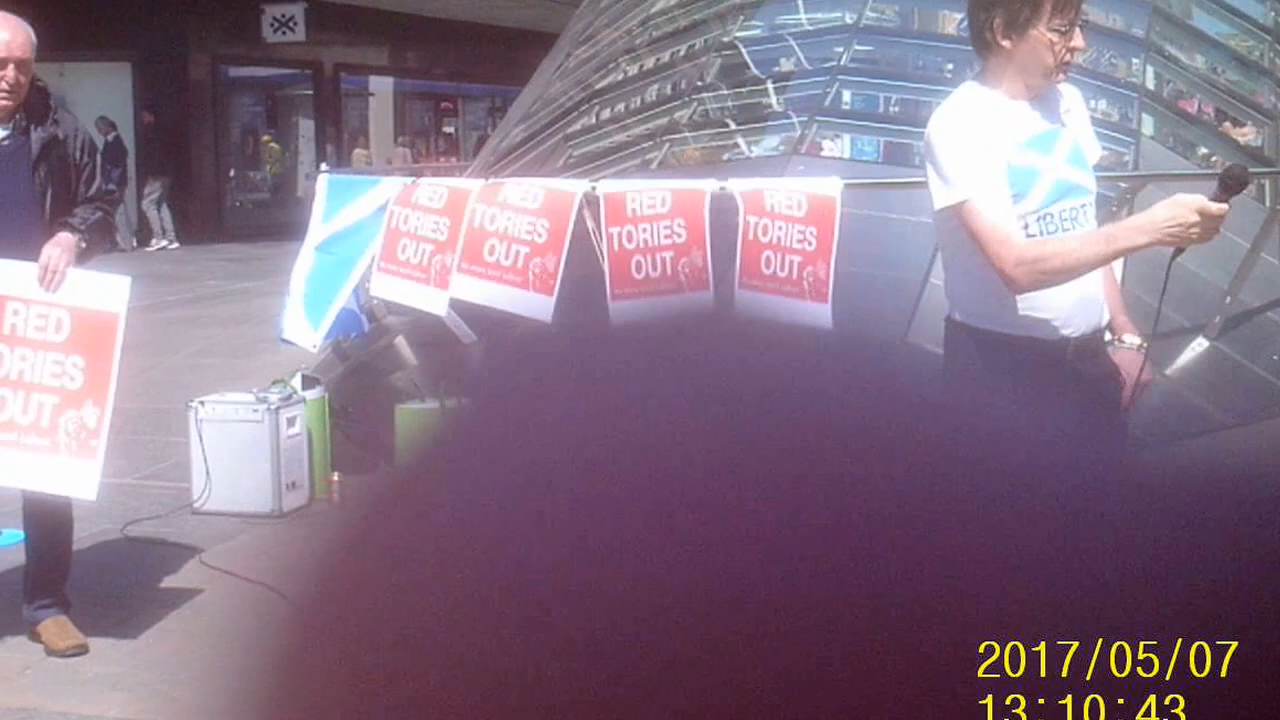 RED
TORIES
OUT
RED
TORIES
OUT
RED
TORIES
OUT
RED
TORIES
OUT
RED
ORIES
OUT
LIBERT
2017/05/07
13:10:43